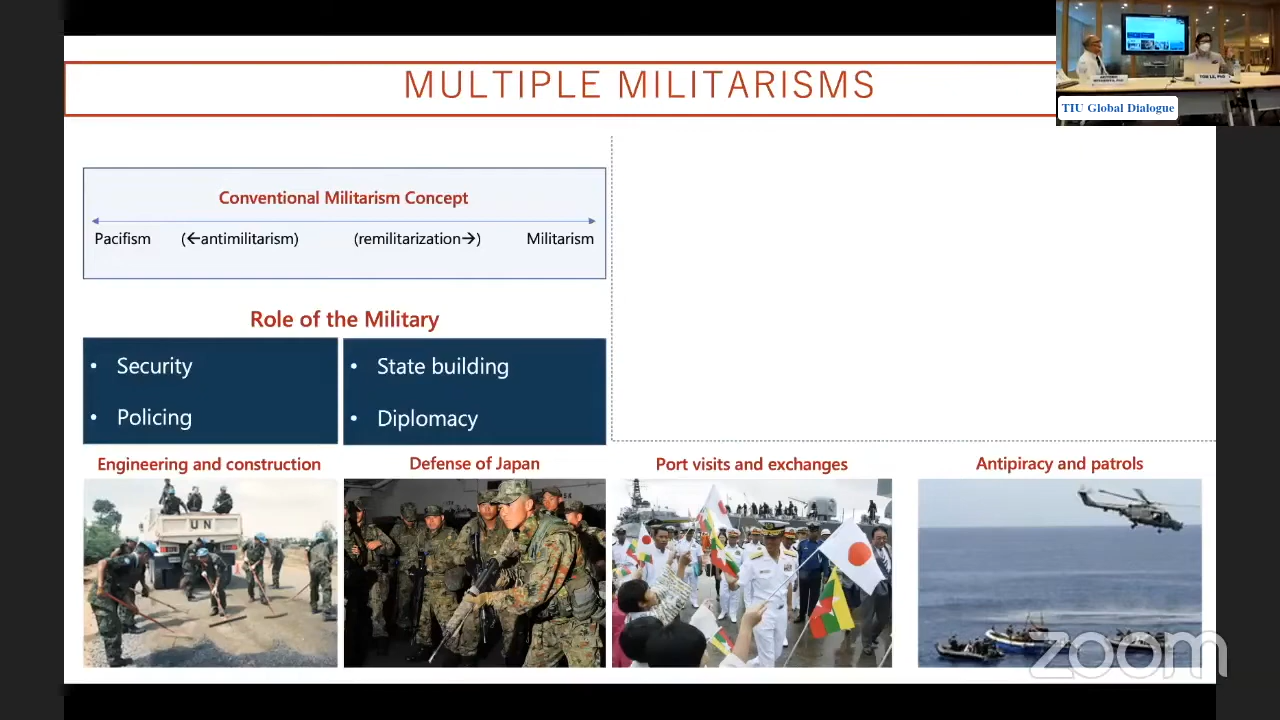 MULTIPLE MILITARISMS
TIU Global Dialogue
Conventional Militarism Concept
Pacifism (←antimilitarism) (remilitarization→) Militarism
Role of the Military
• Security
• Policing
• State building
• Diplomacy
Engineering and construction
Defense of Japan
Port visits and exchanges
Antipiracy and patrols
UN
zoom